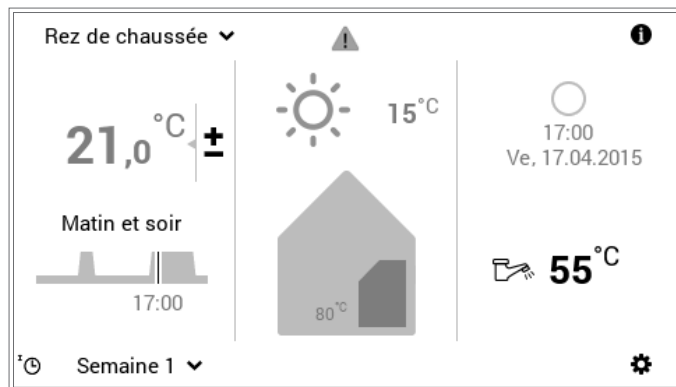 Rez de chaussée
21,0 °C
±
Matin et soir
17:00
15°C
80°C
17:00
Ve, 17.04.2015
55°C
Semaine 1